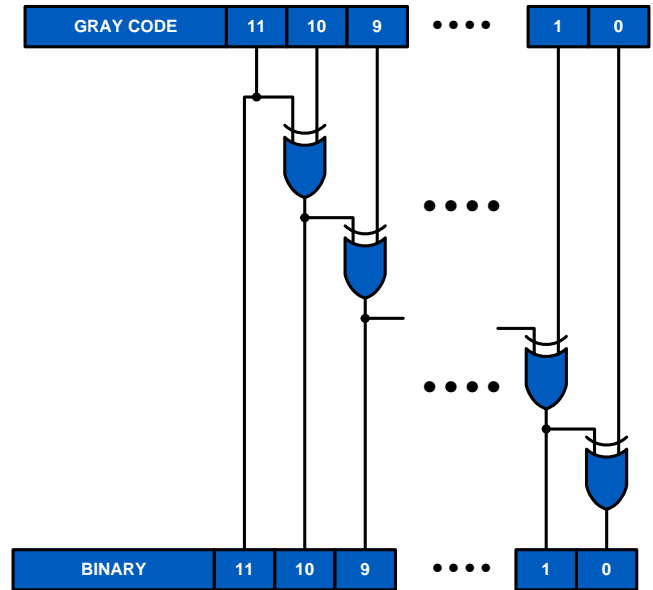 GRAY CODE 11 10 9 •••• 1 0
BINARY 11 10 9 •••• 1 0